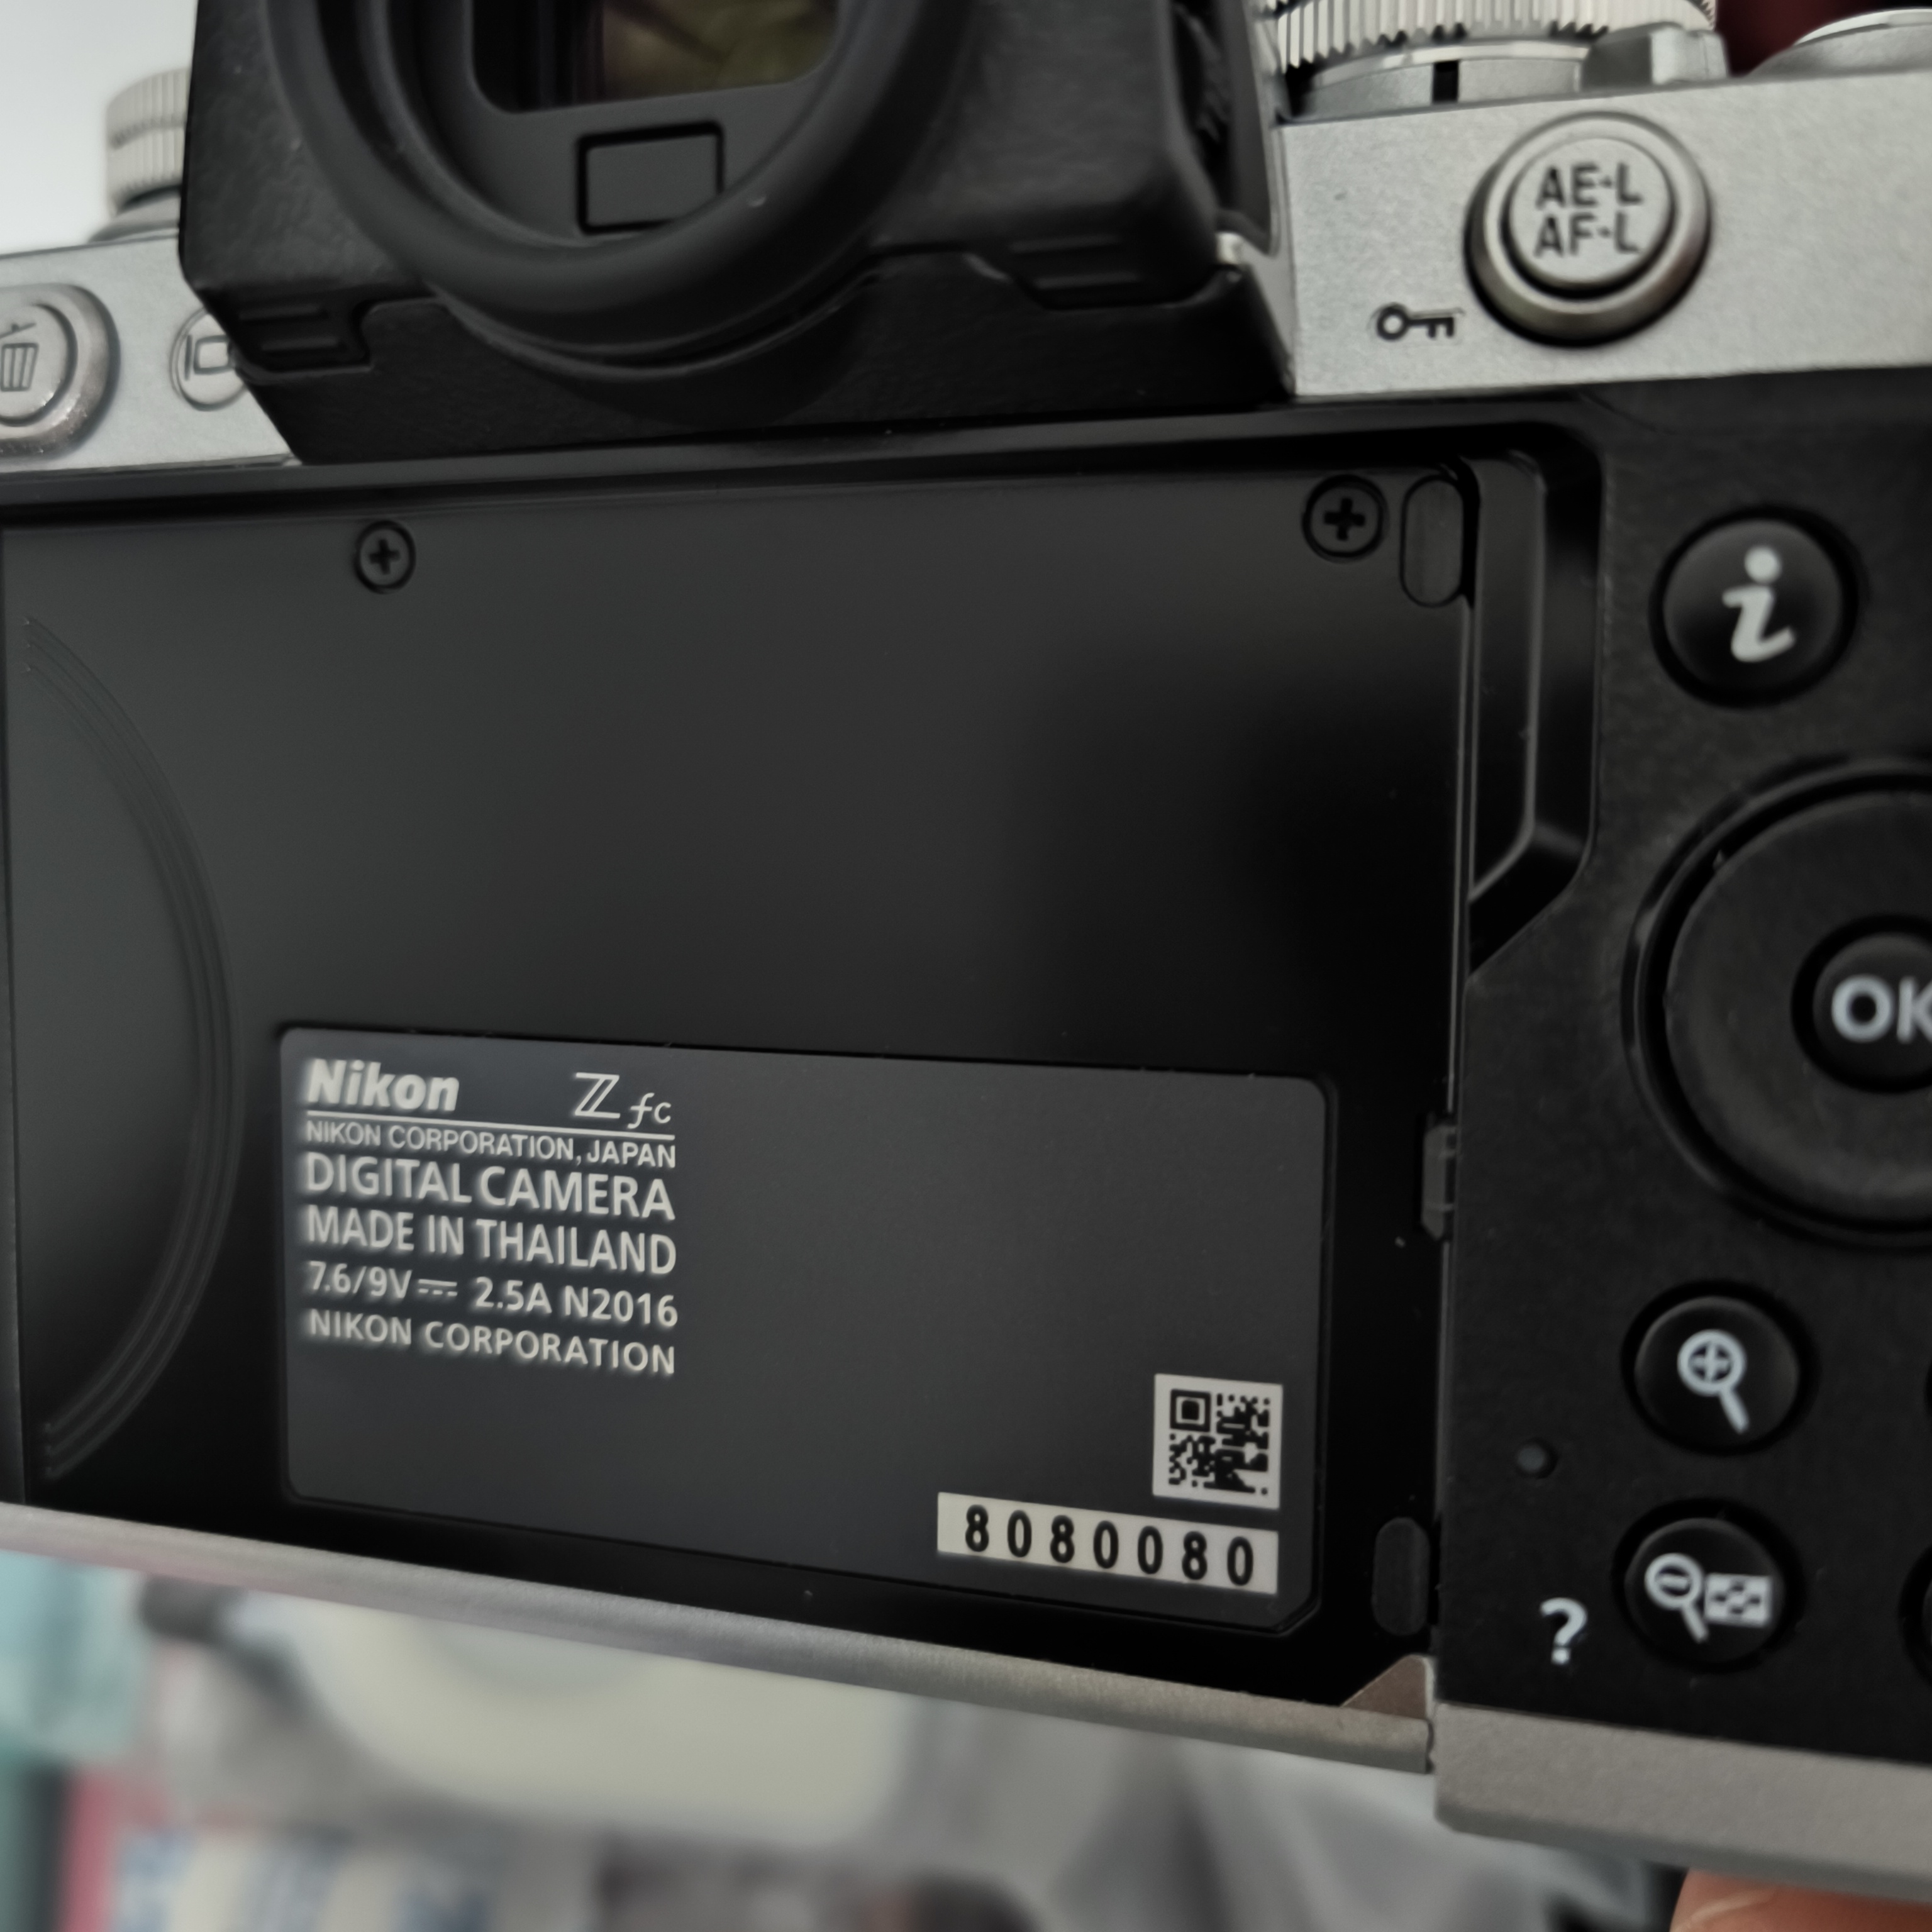 AE-L
AF-L
i
OK
Nikon Z fc
NIKON CORPORATION, JAPAN
DIGITAL CAMERA
MADE IN THAILAND
7.6/9V⎓ 2.5A N2016
NIKON CORPORATION
8080080
?